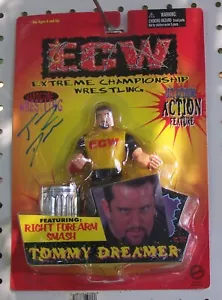 ECW
EXTREME CHAMPIONSHIP
WRESTLING
ACTION
FEATURE
ECW
FEATURING:
RIGHT FOREARM
SMASH
TOMMY DREAMER